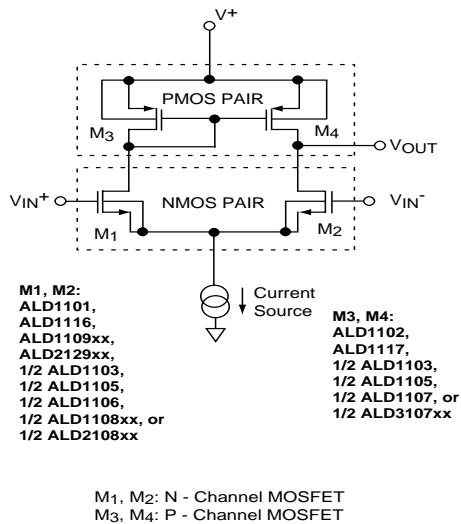 V+
PMOS PAIR
M3
M4
VOUT
VIN+
NMOS PAIR
VIN-
M1
M2
Current
Source
M1, M2:
ALD1101,
ALD1116,
ALD1109xx,
ALD2129xx,
1/2 ALD1103,
1/2 ALD1105,
1/2 ALD1106,
1/2 ALD1108xx, or
1/2 ALD2108xx
M3, M4:
ALD1102,
ALD1117,
1/2 ALD1103,
1/2 ALD1105,
1/2 ALD1107, or
1/2 ALD3107xx
M1, M2: N - Channel MOSFET
M3, M4: P - Channel MOSFET